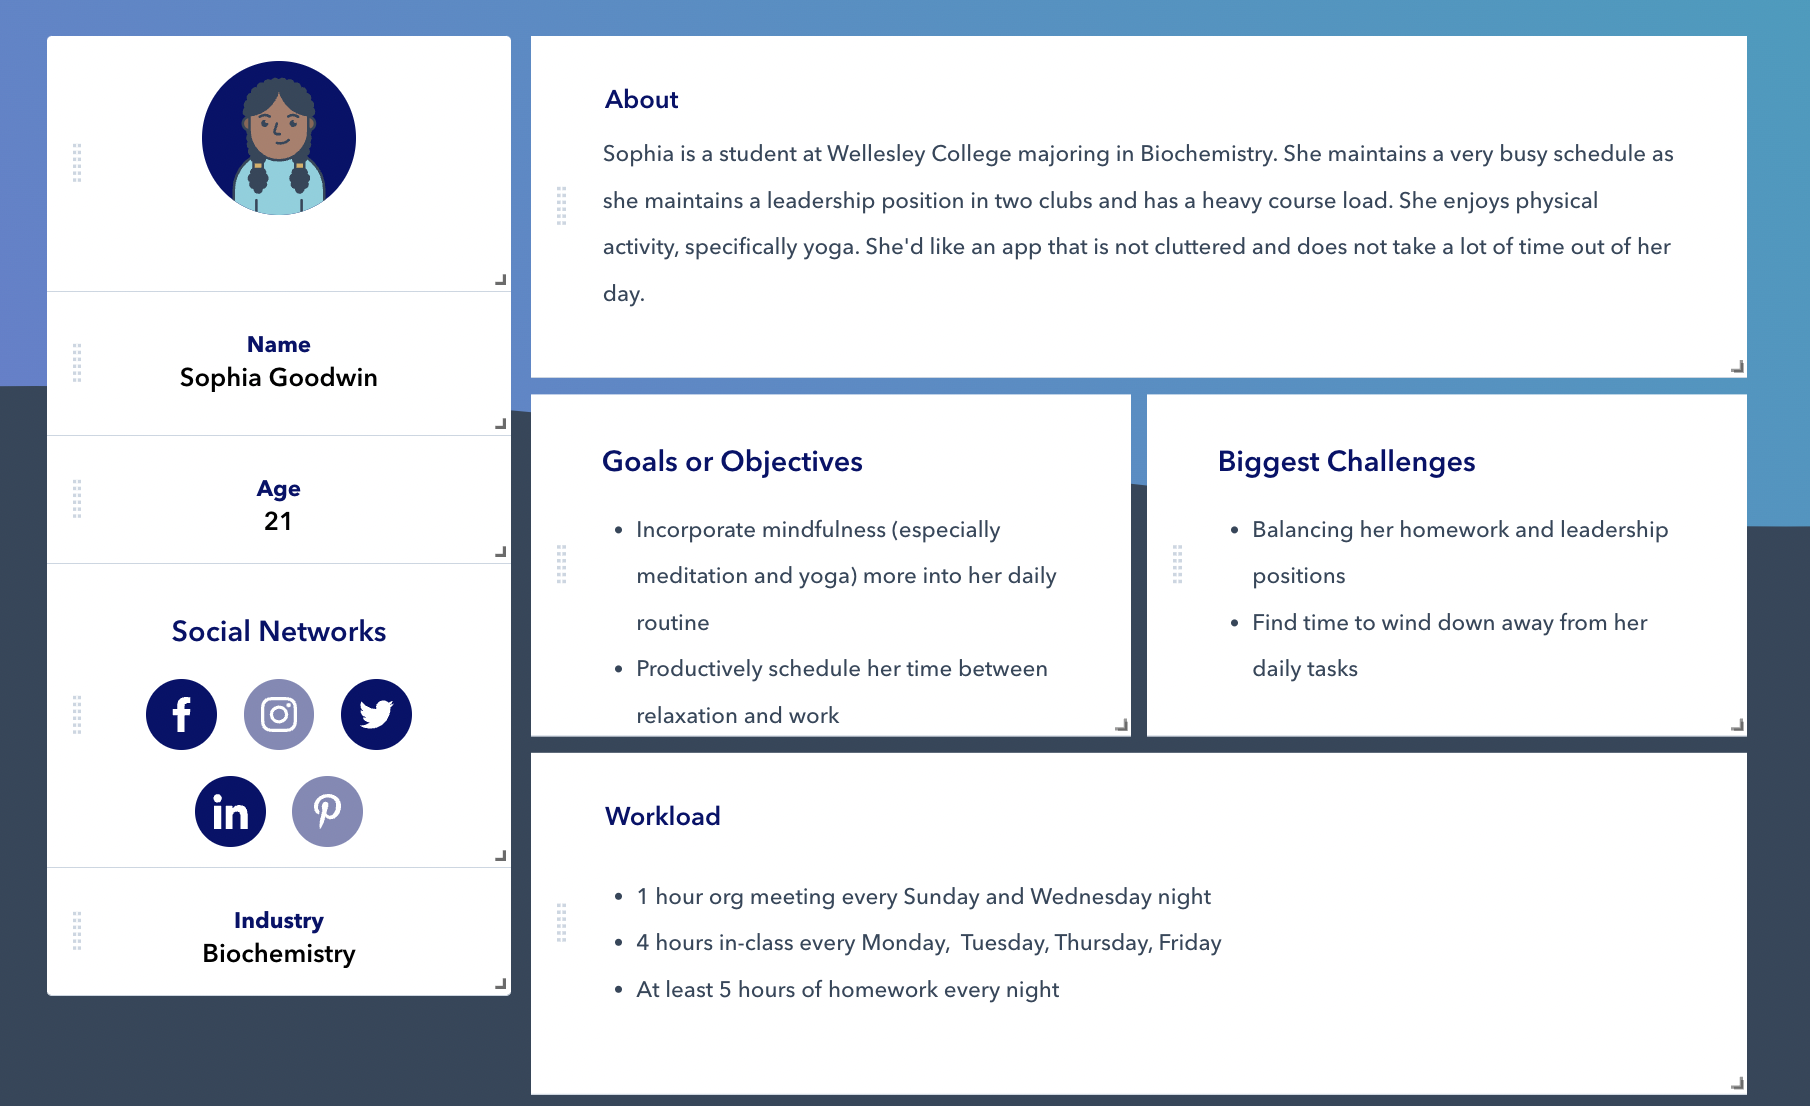 Name
Sophia Goodwin
Age
21
Social Networks
Industry
Biochemistry
About
Sophia is a student at Wellesley College majoring in Biochemistry. She maintains a very busy schedule as
she maintains a leadership position in two clubs and has a heavy course load. She enjoys physical
activity, specifically yoga. She'd like an app that is not cluttered and does not take a lot of time out of her
day.
Goals or Objectives
• Incorporate mindfulness (especially
meditation and yoga) more into her daily
routine
• Productively schedule her time between
relaxation and work
Biggest Challenges
• Balancing her homework and leadership
positions
• Find time to wind down away from her
daily tasks
Workload
• 1 hour org meeting every Sunday and Wednesday night
• 4 hours in-class every Monday,  Tuesday, Thursday, Friday
• At least 5 hours of homework every night